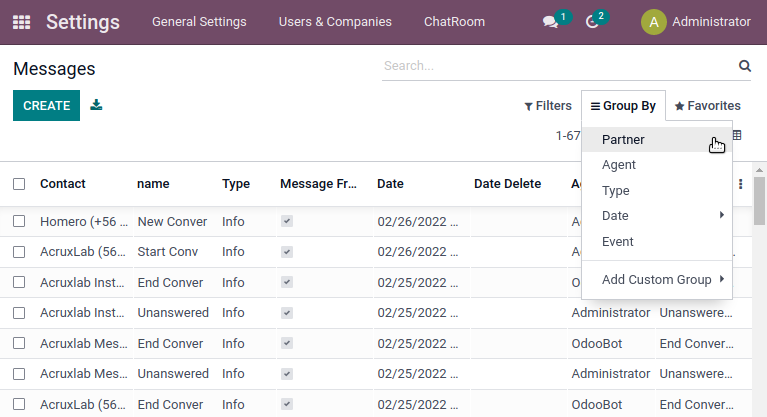 Settings General Settings Users & Companies ChatRoom 1 2 A Administrator
Messages Search...
CREATE Filters Group By Favorites
1-67
Partner
Agent
Type
Date
Event
Add Custom Group
Contact name Type Message Fr... Date Date Delete
Homero (+56 ... New Conver Info 02/26/2022 ...
AcruxLab (56... Start Conv Info 02/26/2022 ...
Acruxlab Inst... End Conver Info 02/25/2022 ...
Acruxlab Inst... Unanswered Info 02/25/2022 ... Administrator Unanswere...
Acruxlab Mes... End Conver Info 02/25/2022 ... OdooBot End Conver...
Acruxlab Mes... Unanswered Info 02/25/2022 ... Administrator Unanswere...
AcruxLab (56... End Conver Info 02/25/2022 ... OdooBot End Conver...